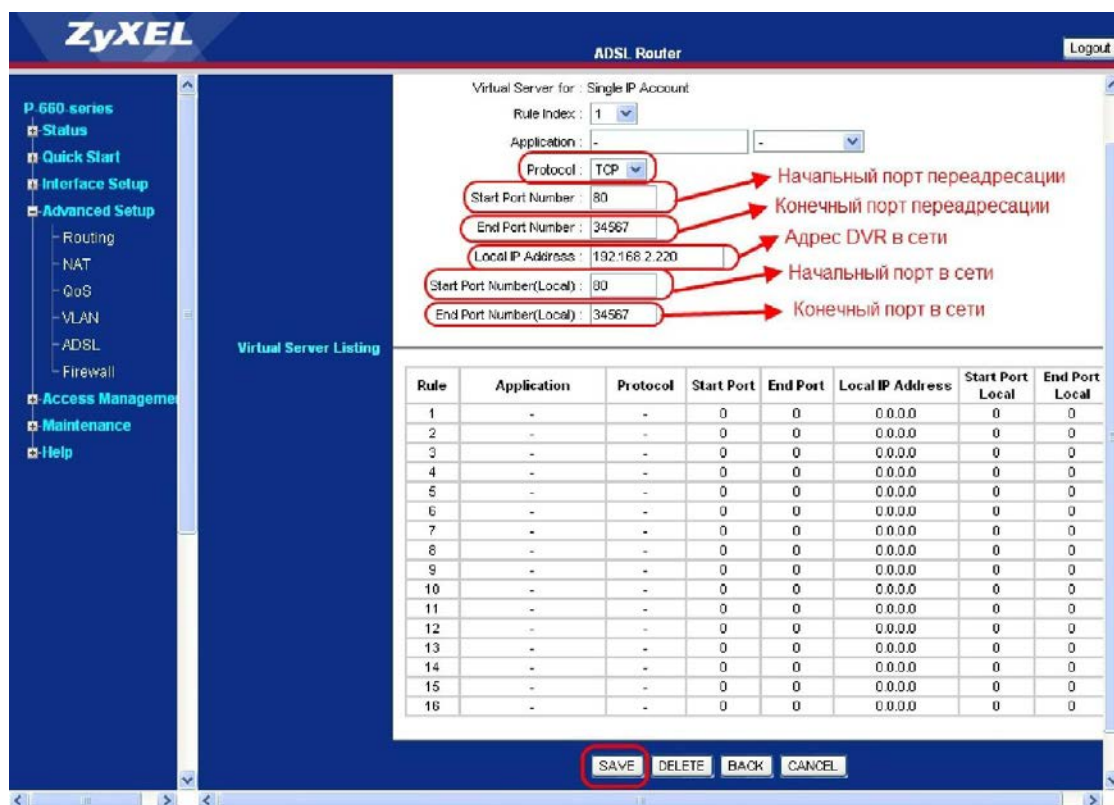 ZyXEL
ADSL Router
Logout
P-660-series
Status
Quick Start
Interface Setup
Advanced Setup
Routing
NAT
QoS
VLAN
ADSL
Firewall
Access Managemen
Maintenance
Help
Virtual Server for : Single IP Account
Rule Index : 1
Application : - -
Protocol : TCP
Start Port Number : 80 Начальный порт переадресации
End Port Number : 34567 Конечный порт переадресации
Local IP Address : 192.168.2.220 Адрес DVR в сети
Start Port Number(Local) : 80 Начальный порт в сети
End Port Number(Local) : 34567 Конечный порт в сети
Virtual Server Listing
Rule Application Protocol Start Port End Port Local IP Address Start Port Local End Port Local
1 - - 0 0 0.0.0.0 0 0
2 - - 0 0 0.0.0.0 0 0
3 - - 0 0 0.0.0.0 0 0
4 - - 0 0 0.0.0.0 0 0
5 - - 0 0 0.0.0.0 0 0
6 - - 0 0 0.0.0.0 0 0
7 - - 0 0 0.0.0.0 0 0
8 - - 0 0 0.0.0.0 0 0
9 - - 0 0 0.0.0.0 0 0
10 - - 0 0 0.0.0.0 0 0
11 - - 0 0 0.0.0.0 0 0
12 - - 0 0 0.0.0.0 0 0
13 - - 0 0 0.0.0.0 0 0
14 - - 0 0 0.0.0.0 0 0
15 - - 0 0 0.0.0.0 0 0
16 - - 0 0 0.0.0.0 0 0
SAVE DELETE BACK CANCEL